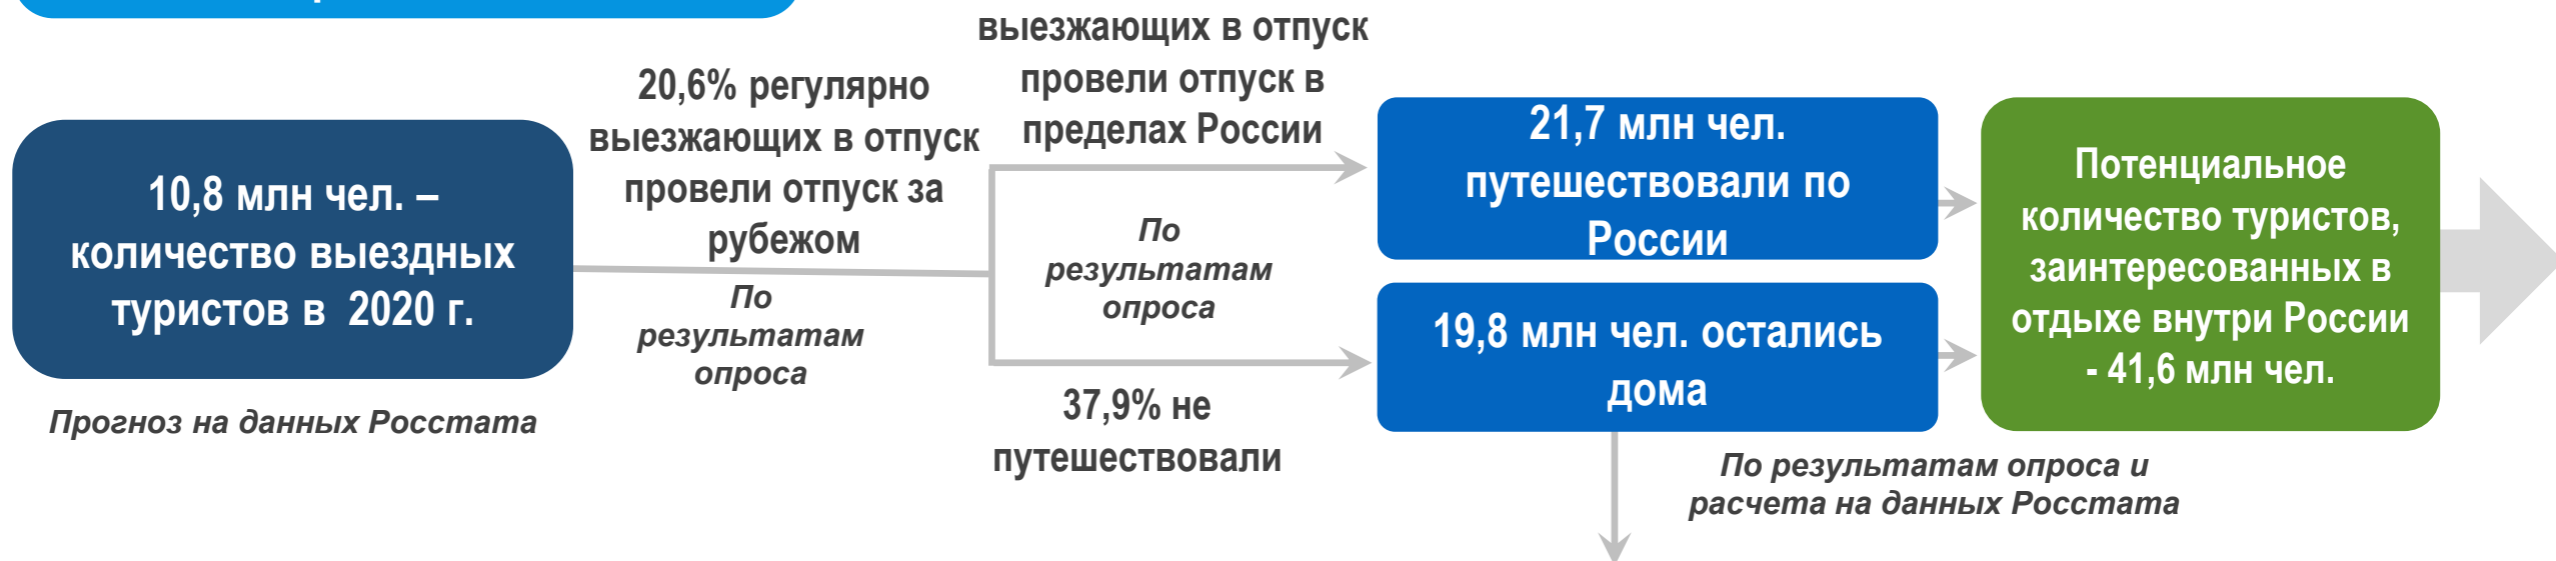 10,8 млн чел. –
количество выездных
туристов в 2020 г.
Прогноз на данных Росстата
20,6% регулярно
выезжающих в отпуск
провели отпуск за
рубежом
По
результатам
опроса
выезжающих в отпуск
провели отпуск в
пределах России
По
результатам
опроса
37,9% не
путешествовали
21,7 млн чел.
путешествовали по
России
19,8 млн чел. остались
дома
Потенциальное
количество туристов,
заинтересованных в
отдыхе внутри России
- 41,6 млн чел.
По результатам опроса и
расчета на данных Росстата